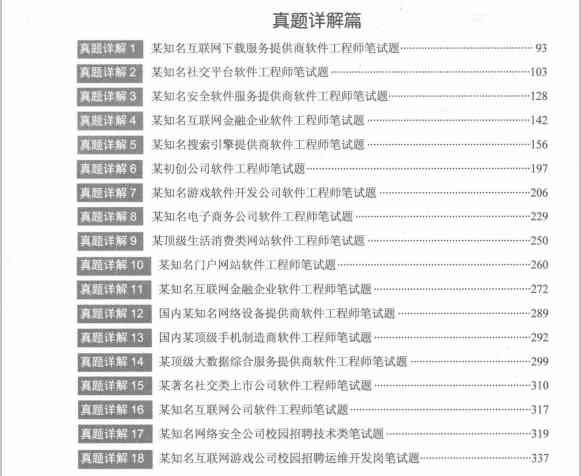 真题详解篇
真题详解 1 某知名互联网下载服务提供商软件工程师笔试题 93
真题详解 2 某知名社交平台软件工程师笔试题 103
真题详解 3 某知名安全软件服务提供商软件工程师笔试题 128
真题详解 4 某知名互联网金融企业软件工程师笔试题 142
真题详解 5 某知名搜索引擎提供商软件工程师笔试题 156
真题详解 6 某初创公司软件工程师笔试题 197
真题详解 7 某知名游戏软件开发公司软件工程师笔试题 206
真题详解 8 某知名电子商务公司软件工程师笔试题 229
真题详解 9 某顶级生活消费类网站软件工程师笔试题 250
真题详解 10 某知名门户网站软件工程师笔试题 260
真题详解 11 某知名互联网金融企业软件工程师笔试题 272
真题详解 12 国内某知名网络设备提供商软件工程师笔试题 289
真题详解 13 国内某顶级手机制造商软件工程师笔试题 292
真题详解 14 某顶级大数据综合服务提供商软件工程师笔试题 299
真题详解 15 某著名社交类上市公司软件工程师笔试题 310
真题详解 16 某知名互联网公司软件工程师笔试题 317
真题详解 17 某知名网络安全公司校园招聘技术类笔试题 319
真题详解 18 某知名互联网游戏公司校园招聘运维开发岗笔试题 337